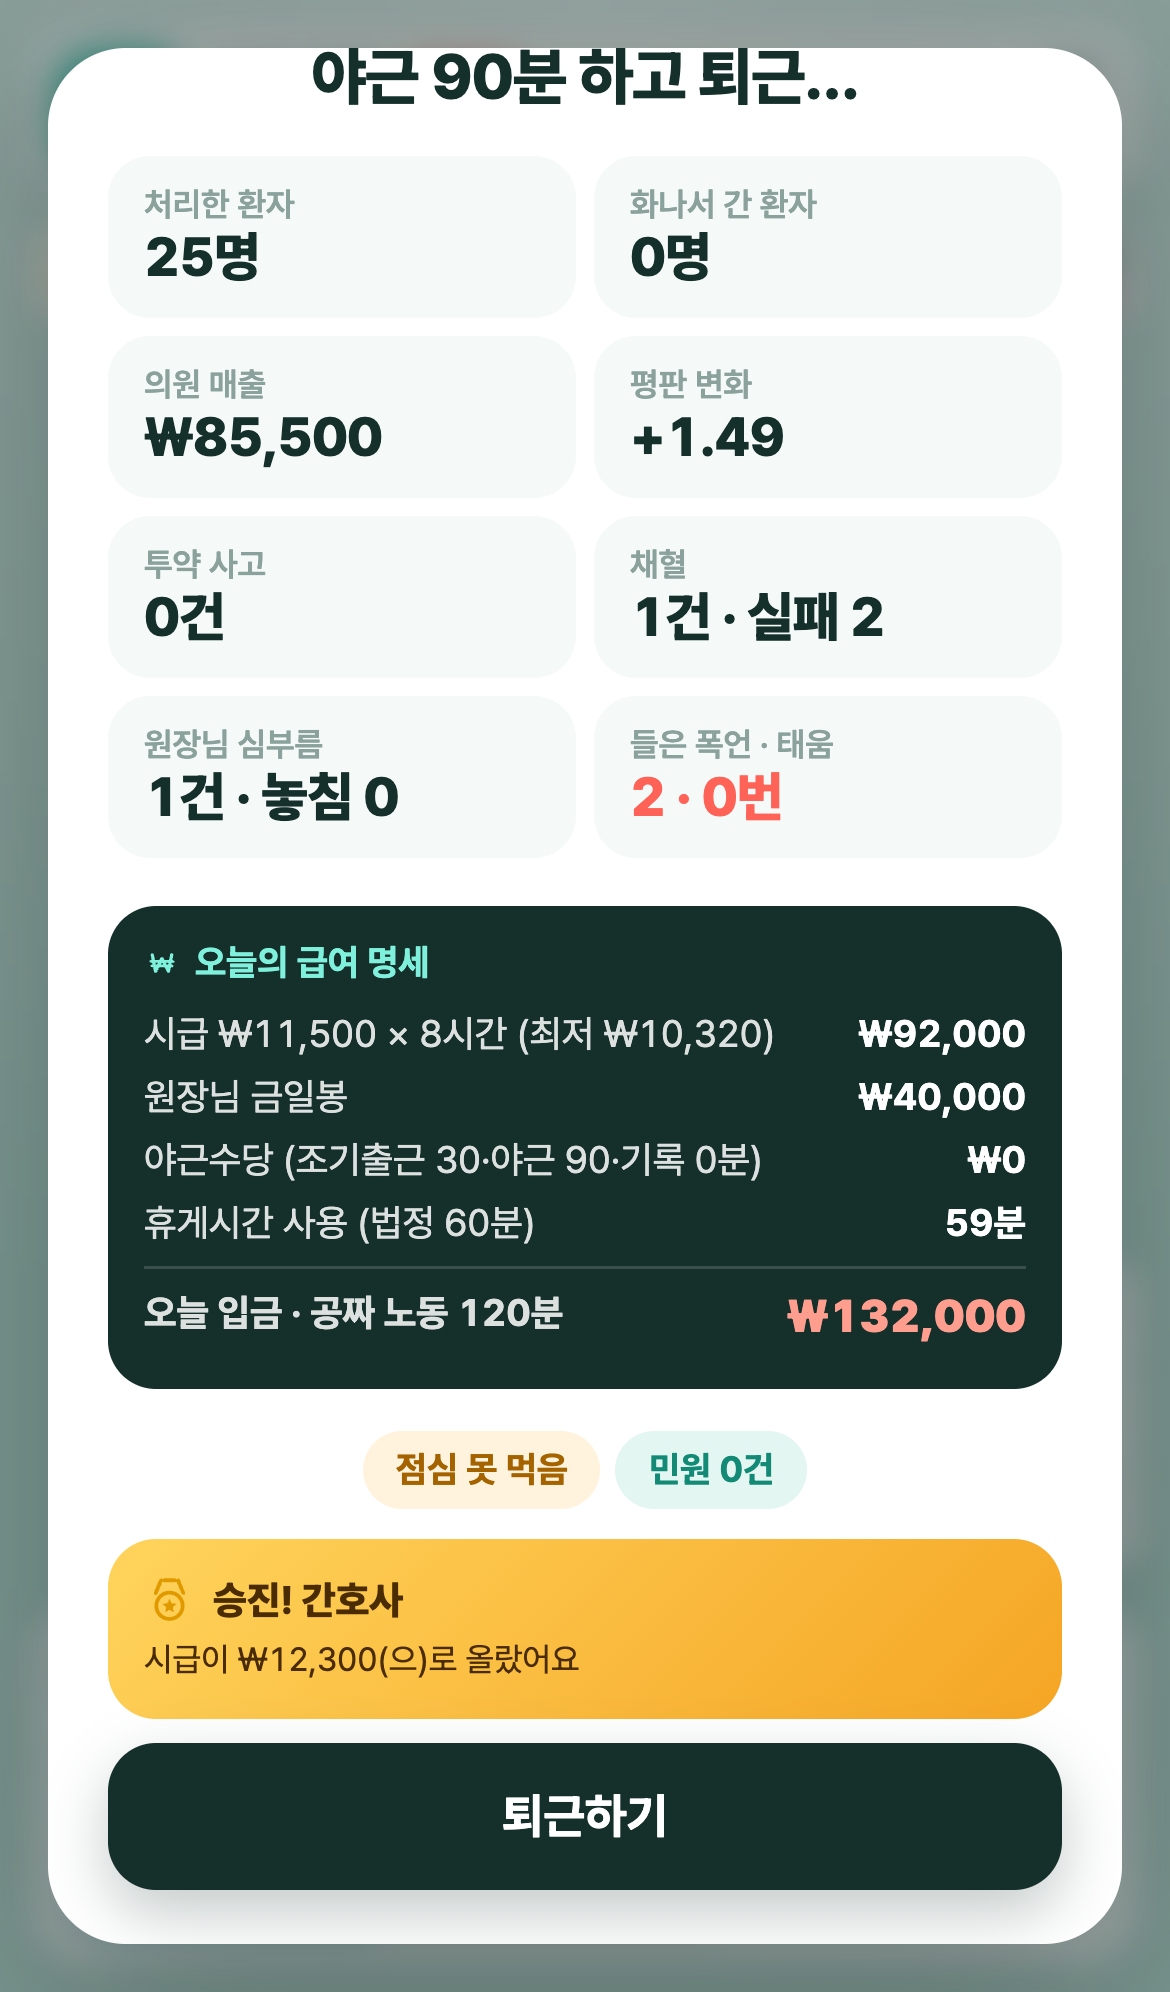 야근 90분 하고 퇴근...
처리한 환자
25명
화나서 간 환자
0명
의원 매출
₩85,500
평판 변화
+1.49
투약 사고
0건
채혈
1건 · 실패 2
원장님 심부름
1건 · 놓침 0
들은 폭언 · 태움
2 · 0번
₩ 오늘의 급여 명세
시급 ₩11,500 × 8시간 (최저 ₩10,320) ₩92,000
원장님 금일봉 ₩40,000
야근수당 (조기출근 30·야근 90·기록 0분) ₩0
휴게시간 사용 (법정 60분) 59분
오늘 입금 · 공짜 노동 120분 ₩132,000
점심 못 먹음 민원 0건
승진! 간호사
시급이 ₩12,300(으)로 올랐어요
퇴근하기